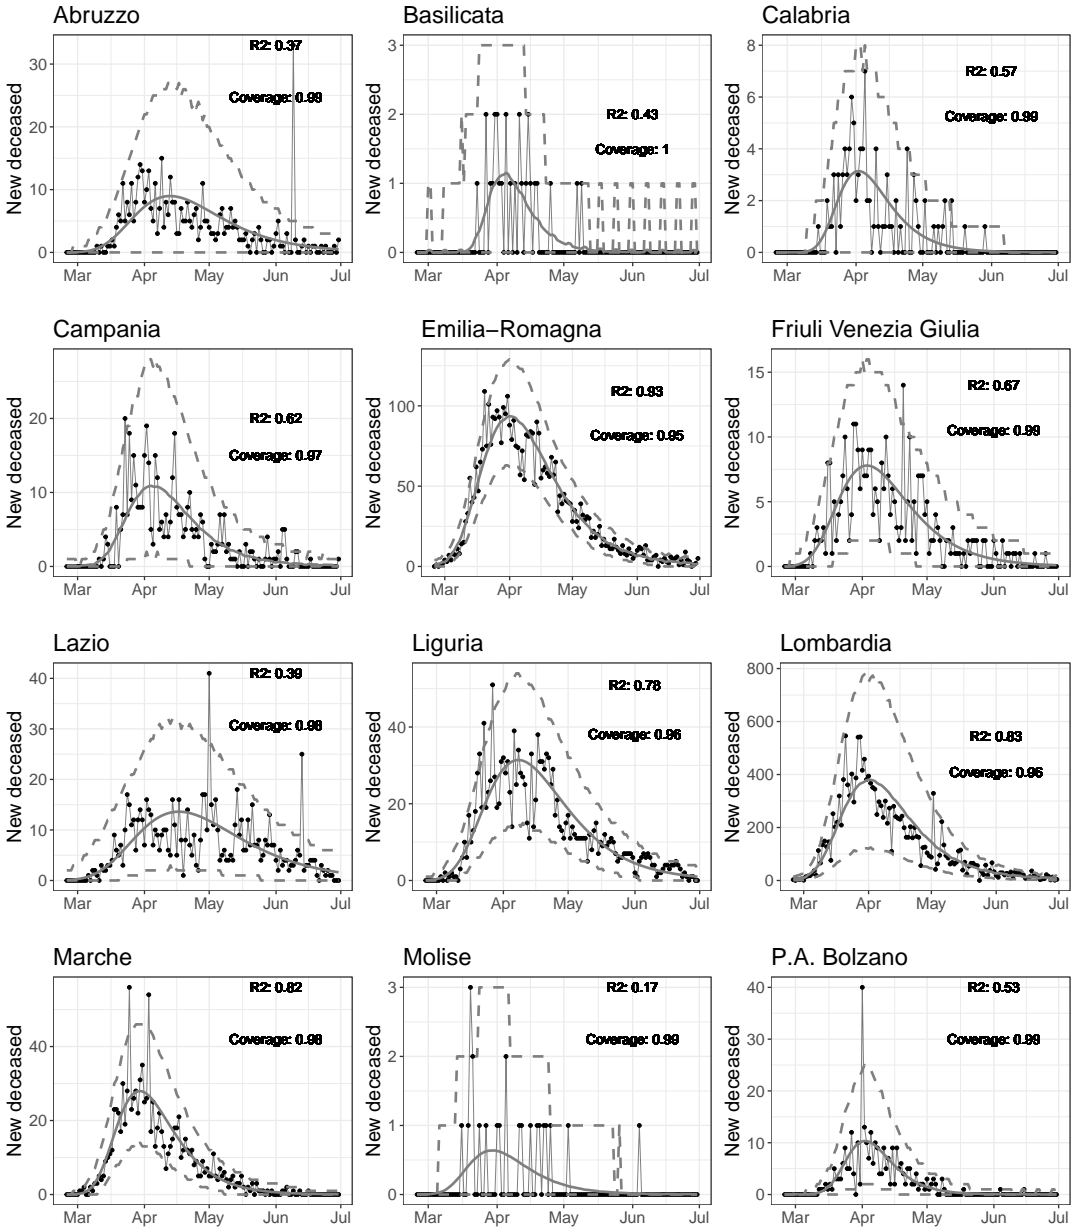 Abruzzo
New deceased
30
20
10
0
R2: 0.37
Coverage: 0.99
Mar Apr May Jun Jul
Basilicata
New deceased
3
2
1
0
R2: 0.43
Coverage: 1
Mar Apr May Jun Jul
Calabria
New deceased
8
6
4
2
0
R2: 0.57
Coverage: 0.99
Mar Apr May Jun Jul
Campania
New deceased
20
10
0
R2: 0.62
Coverage: 0.97
Mar Apr May Jun Jul
Emilia−Romagna
New deceased
100
50
0
R2: 0.93
Coverage: 0.95
Mar Apr May Jun Jul
Friuli Venezia Giulia
New deceased
15
10
5
0
R2: 0.67
Coverage: 0.99
Mar Apr May Jun Jul
Lazio
New deceased
40
30
20
10
0
R2: 0.39
Coverage: 0.98
Mar Apr May Jun Jul
Liguria
New deceased
40
20
0
R2: 0.78
Coverage: 0.96
Mar Apr May Jun Jul
Lombardia
New deceased
800
600
400
200
0
R2: 0.83
Coverage: 0.96
Mar Apr May Jun Jul
Marche
New deceased
40
20
0
R2: 0.82
Coverage: 0.98
Mar Apr May Jun Jul
Molise
New deceased
3
2
1
0
R2: 0.17
Coverage: 0.99
Mar Apr May Jun Jul
P.A. Bolzano
New deceased
40
30
20
10
0
R2: 0.53
Coverage: 0.99
Mar Apr May Jun Jul